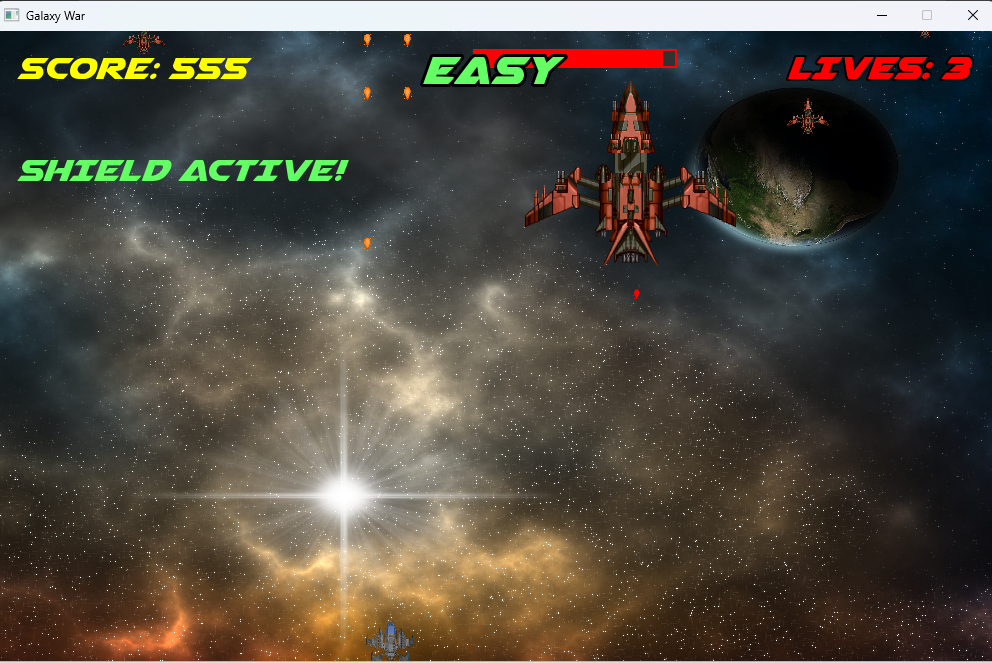 Galaxy War
SCORE: 555
EASY
LIVES: 3
SHIELD ACTIVE!